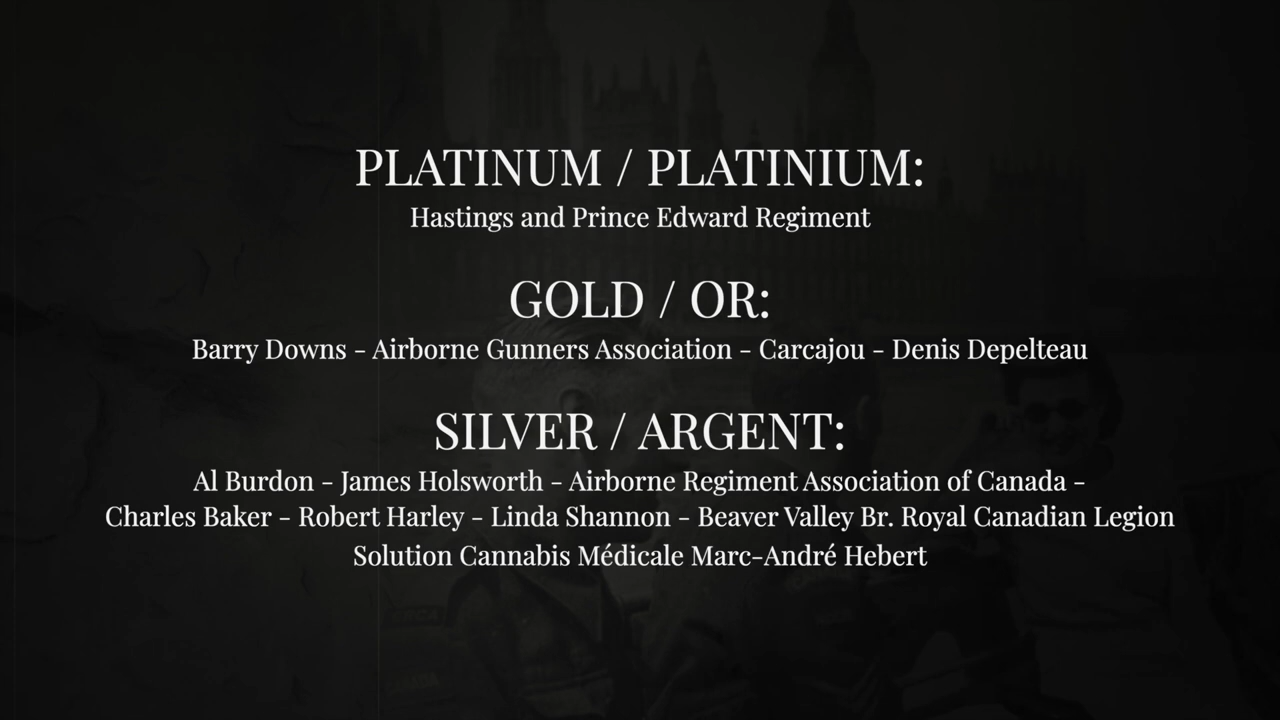 PLATINUM / PLATINIUM:
Hastings and Prince Edward Regiment
GOLD / OR:
Barry Downs - Airborne Gunners Association - Carcajou - Denis Depelteau
SILVER / ARGENT:
Al Burdon - James Holsworth - Airborne Regiment Association of Canada -
Charles Baker - Robert Harley - Linda Shannon - Beaver Valley Br. Royal Canadian Legion
Solution Cannabis Médicale Marc-André Hebert